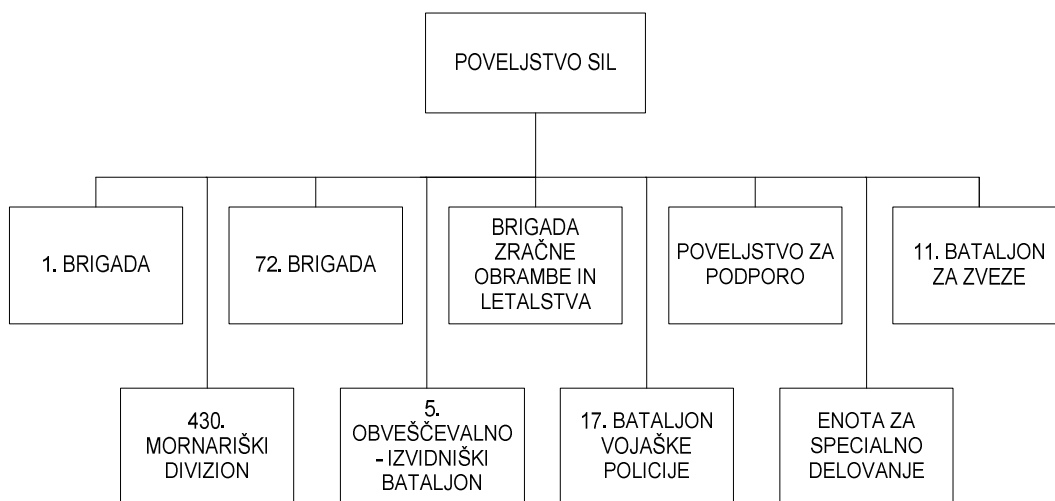 POVELJSTVO SIL
1. BRIGADA
72. BRIGADA
BRIGADA
ZRAČNE
OBRAMBE IN
LETALSTVA
POVELJSTVO ZA
PODPORO
11. BATALJON
ZA ZVEZE
430.
MORNARIŠKI
DIVIZION
5.
OBVEŠČEVALNO
- IZVIDNIŠKI
BATALJON
17. BATALJON
VOJAŠKE
POLICIJE
ENOTA ZA
SPECIALNO
DELOVANJE